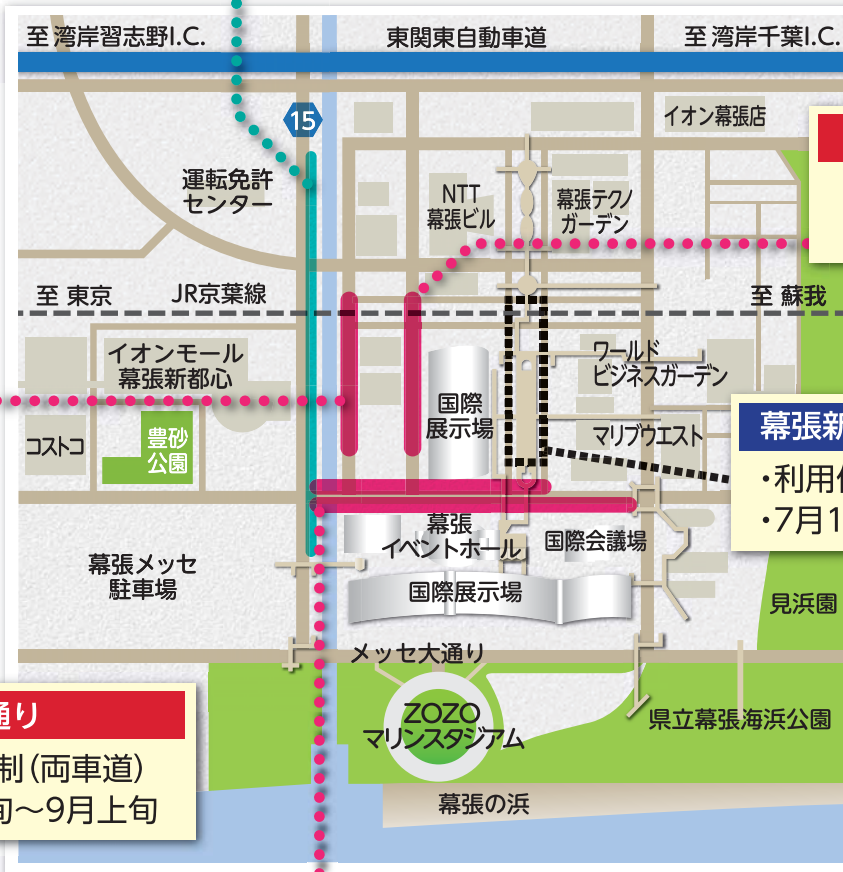 至 湾岸習志野I.C.
東関東自動車道
至 湾岸千葉I.C.
15
イオン幕張店
運転免許
センター
NTT
幕張ビル
幕張テクノ
ガーデン
至 東京
JR京葉線
至 蘇我
イオンモール
幕張新都心
ワールド
ビジネスガーデン
国際
展示場
コストコ
豊砂
公園
マリブウエスト
幕張新
・利用
・7月1
幕張
イベントホール
国際会議場
幕張メッセ
駐車場
国際展示場
見浜園
メッセ大通り
通り
ZOZO
マリンスタジアム
県立幕張海浜公園
制(両車道)
旬〜9月上旬
幕張の浜